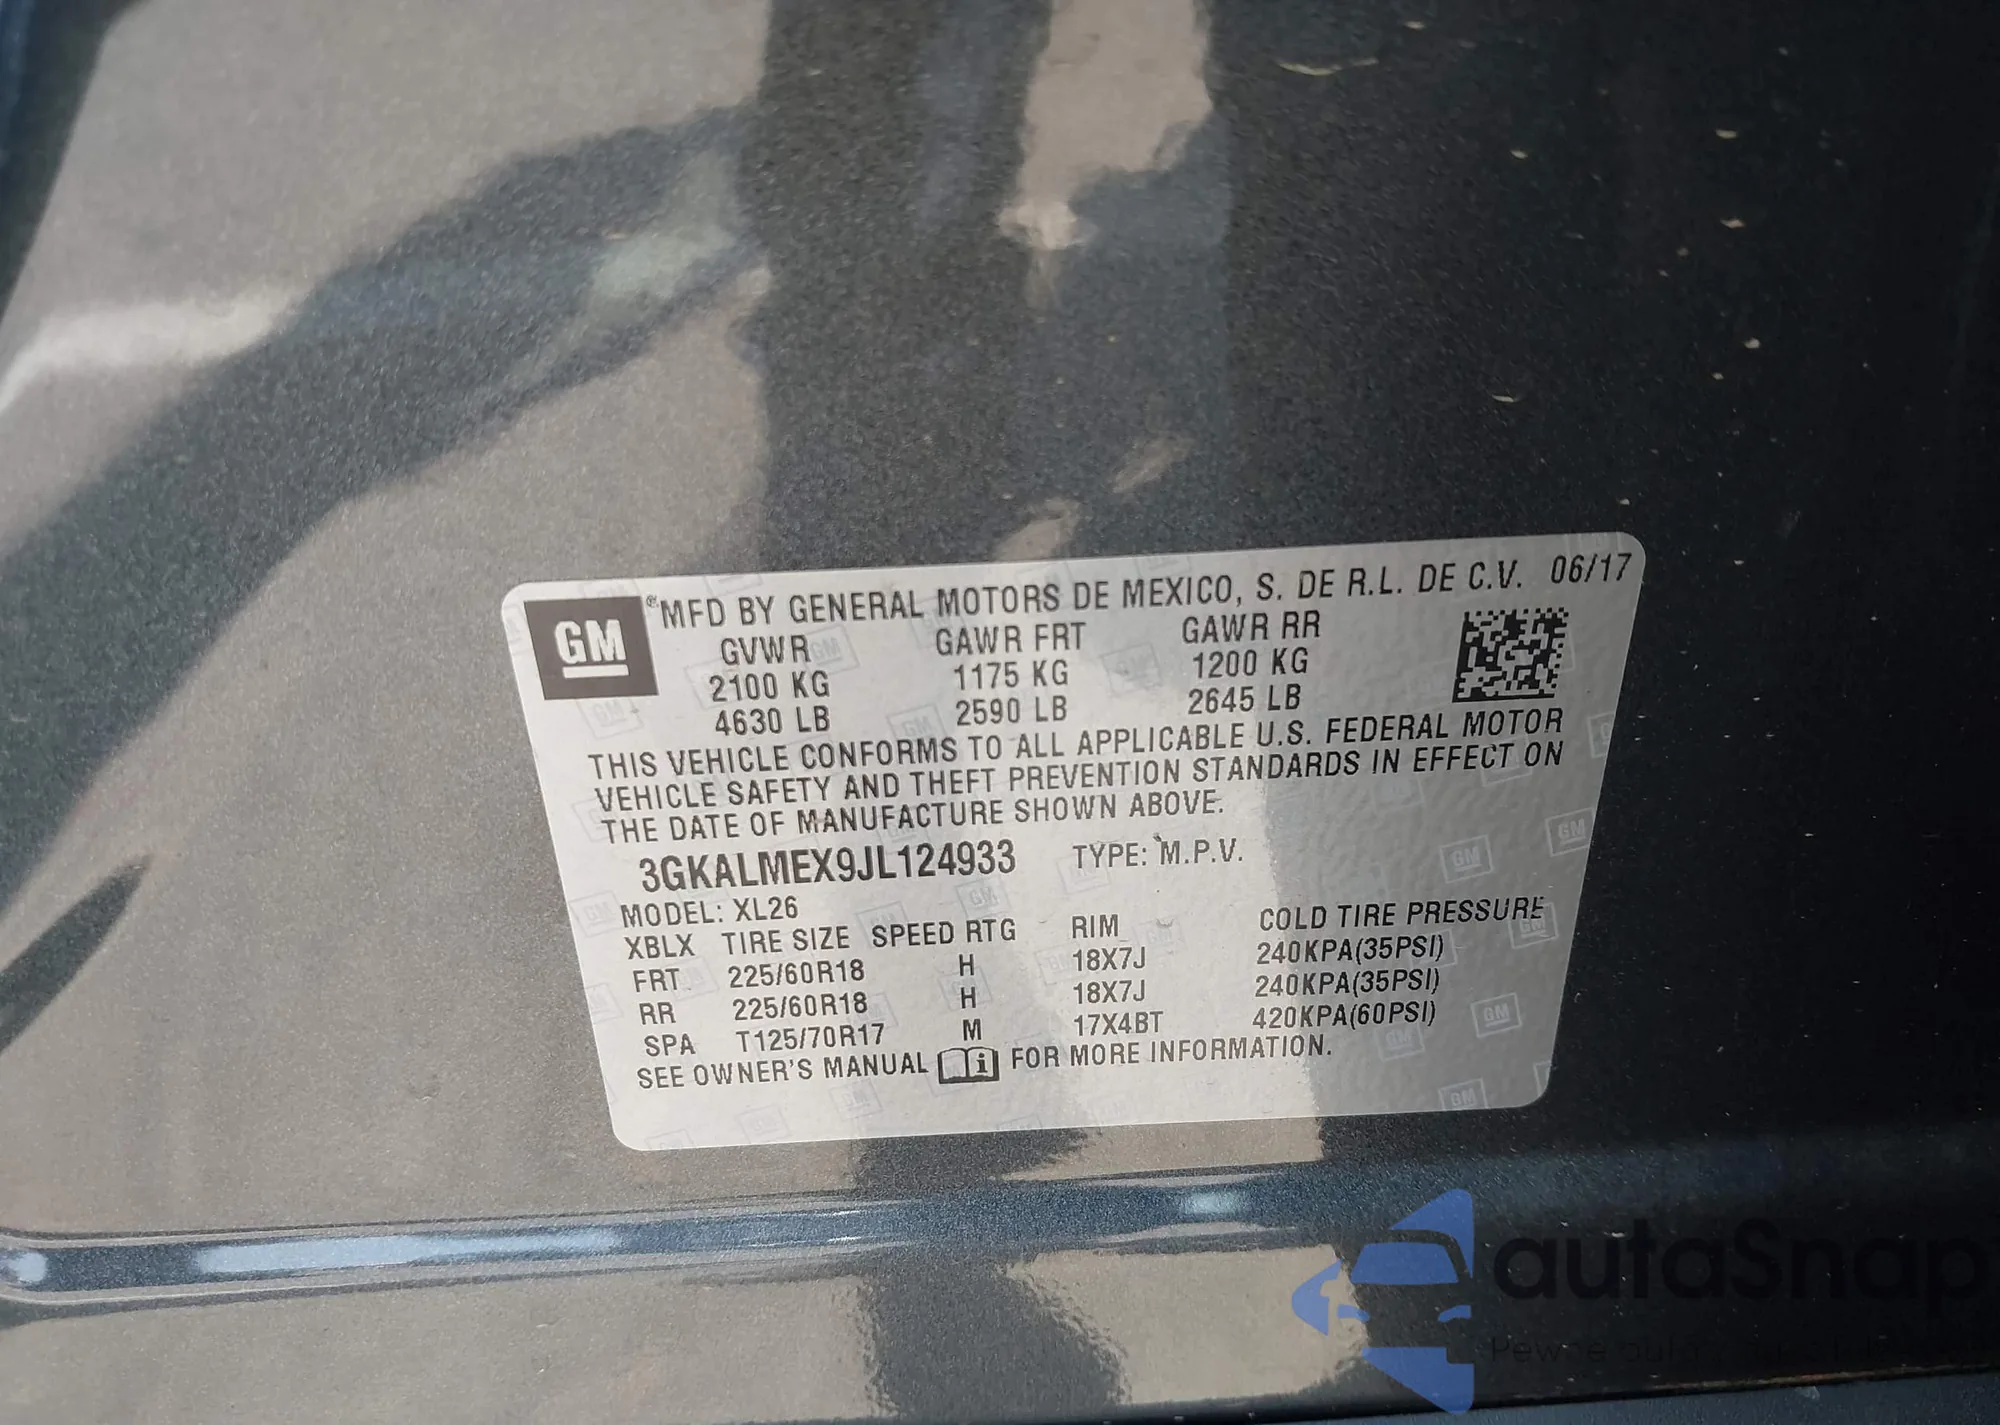 GM ® MFD BY GENERAL MOTORS DE MEXICO, S. DE R.L. DE C.V. 06/17
GVWR GAWR FRT GAWR RR
2100 KG 1175 KG 1200 KG
4630 LB 2590 LB 2645 LB
THIS VEHICLE CONFORMS TO ALL APPLICABLE U.S. FEDERAL MOTOR
VEHICLE SAFETY AND THEFT PREVENTION STANDARDS IN EFFECT ON
THE DATE OF MANUFACTURE SHOWN ABOVE.
3GKALMEX9JL124933 TYPE: M.P.V.
MODEL: XL26
XBLX TIRE SIZE SPEED RTG RIM COLD TIRE PRESSURE
FRT 225/60R18 H 18X7J 240KPA(35PSI)
RR 225/60R18 H 18X7J 240KPA(35PSI)
SPA T125/70R17 M 17X4BT 420KPA(60PSI)
SEE OWNER'S MANUAL i FOR MORE INFORMATION.
autaSnap
Pewne auta